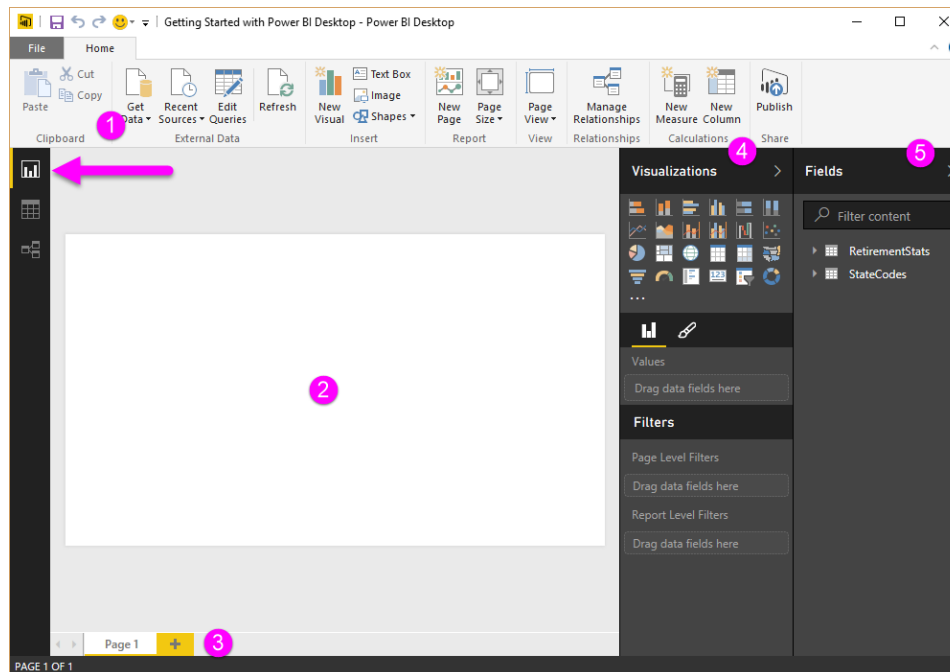 Getting Started with Power BI Desktop - Power BI Desktop
File Home
Paste
Cut
Copy
Clipboard
Get Data
Recent Sources
Edit Queries
External Data
Refresh
New Visual
Text Box
Image
Shapes
Insert
New Page
Page Size
Report
Page View
View
Manage Relationships
Relationships
New Measure
New Column
Calculations
Publish
Share
1
4
5
Visualizations
Fields
Filter content
RetirementStats
StateCodes
123
Values
Drag data fields here
2
Filters
Page Level Filters
Drag data fields here
Report Level Filters
Drag data fields here
Page 1
3
PAGE 1 OF 1